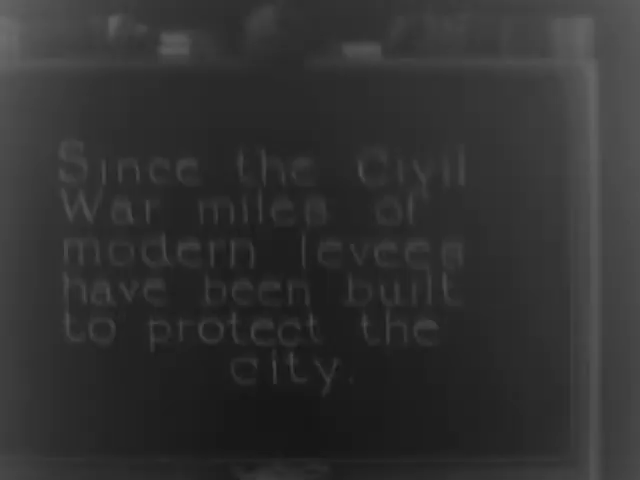 Since the Civil
War miles of
modern levees
have been built
to protect the
city.